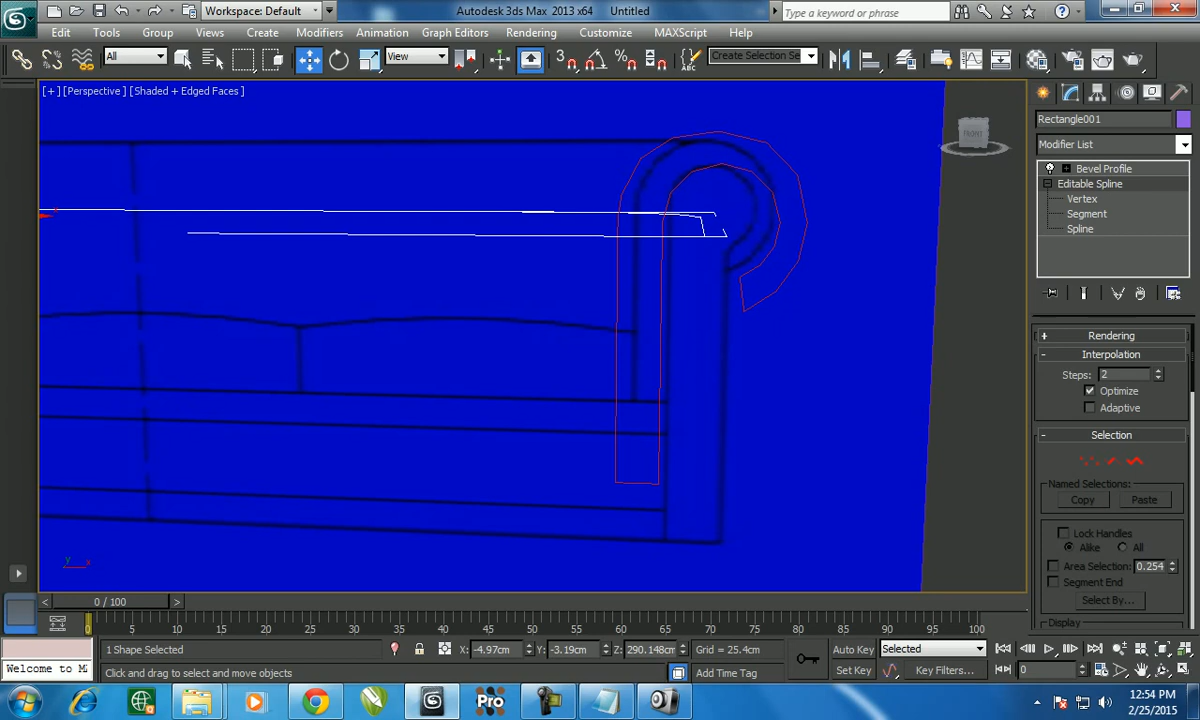 Workspace: Default
Autodesk 3ds Max 2013 x64
Untitled
Type a keyword or phrase
Edit Tools Group Views Create Modifiers Animation Graph Editors Rendering Customize MAXScript Help
All
View
3
Create Selection Se
[+] [Perspective] [Shaded + Edged Faces]
Rectangle001
Modifier List
Bevel Profile
Editable Spline
Vertex
Segment
Spline
Rendering
Interpolation
Steps: 2
Optimize
Adaptive
Selection
Named Selections:
Copy Paste
Lock Handles
Alike All
Area Selection: 0.254
Segment End
Select By...
Display
y
x
0 / 100
0 5 10 15 20 25 30 35 40 45 50 55 60 65 70 75 80 85 90 95 100
1 Shape Selected
X: -4.97cm Y: -3.19cm Z: 290.148cm Grid = 25.4cm
Auto Key Selected
Welcome to M
Click and drag to select and move objects
Add Time Tag
Set Key Key Filters... 0
Pro
12:54 PM
2/25/2015